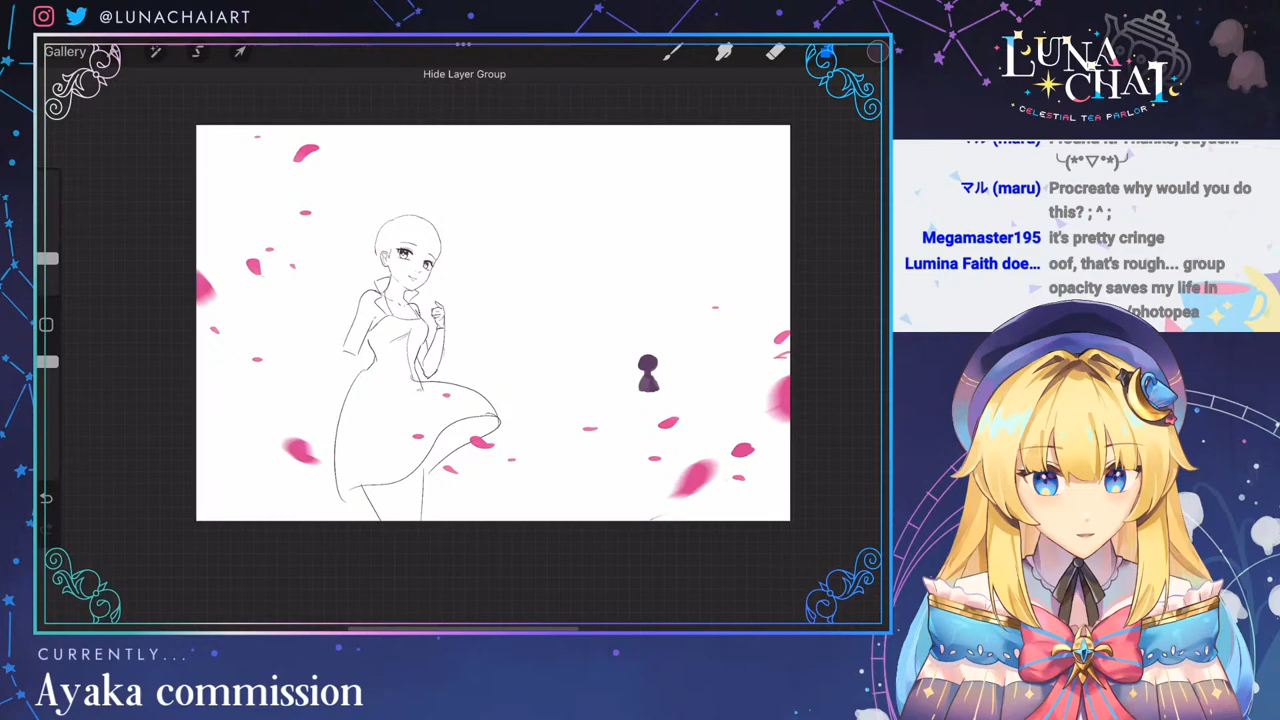 @LUNACHAIART
Gallery
Hide Layer Group
LUNA
CHAI
CELESTIAL TEA PARLOR
マル (maru) Procreate why would you do
this? ; ^ ;
Megamaster195 it's pretty cringe
Lumina Faith doe... oof, that's rough... group
opacity saves my life in
/photopea
CURRENTLY...
Ayaka commission